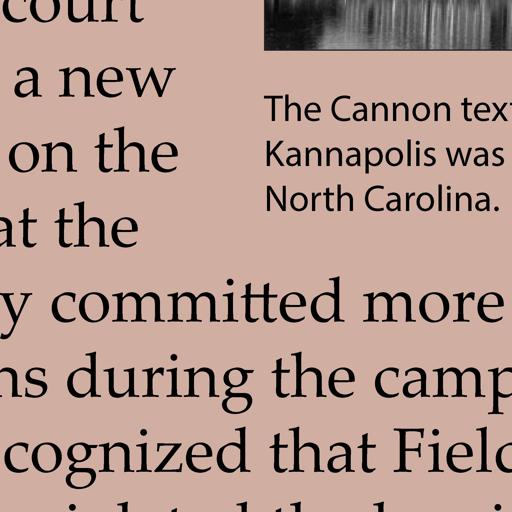 court
a new
on the
at the
y committed more
ns during the camp
cognized that Field
The Cannon text
Kannapolis was
North Carolina.